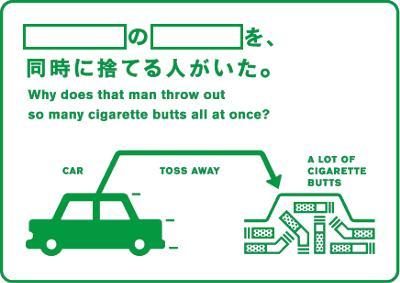 の を、
同時に捨てる人がいた。
Why does that man throw out
so many cigarette butts all at once?
CAR
TOSS AWAY
A LOT OF
CIGARETTE
BUTTS